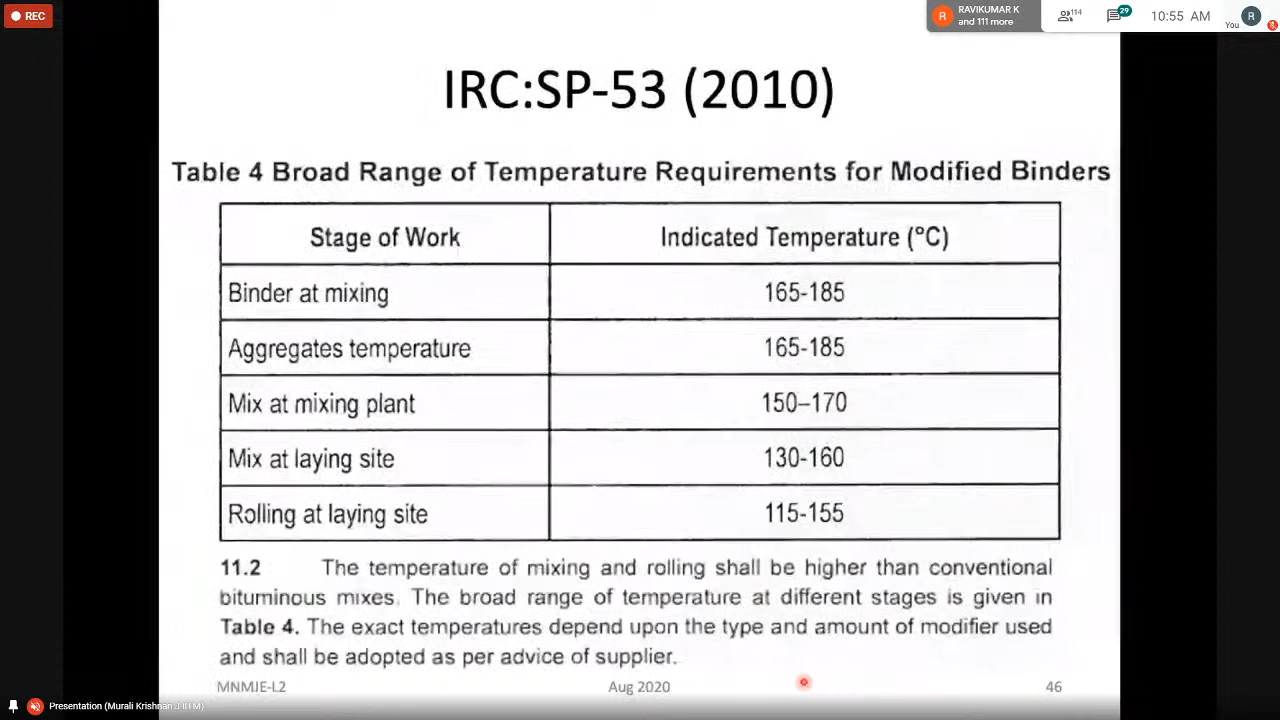 REC
RAVIKUMAR K
and 111 more
114
29
10:55 AM
R
R
You
IRC:SP-53 (2010)
Table 4 Broad Range of Temperature Requirements for Modified Binders
Stage of Work Indicated Temperature (°C)
Binder at mixing 165-185
Aggregates temperature 165-185
Mix at mixing plant 150–170
Mix at laying site 130-160
Rolling at laying site 115-155
11.2 The temperature of mixing and rolling shall be higher than conventional
bituminous mixes. The broad range of temperature at different stages is given in
Table 4. The exact temperatures depend upon the type and amount of modifier used
and shall be adopted as per advice of supplier.
MNMJE-L2 Aug 2020 46
Presentation (Murali Krishnan J IITM)